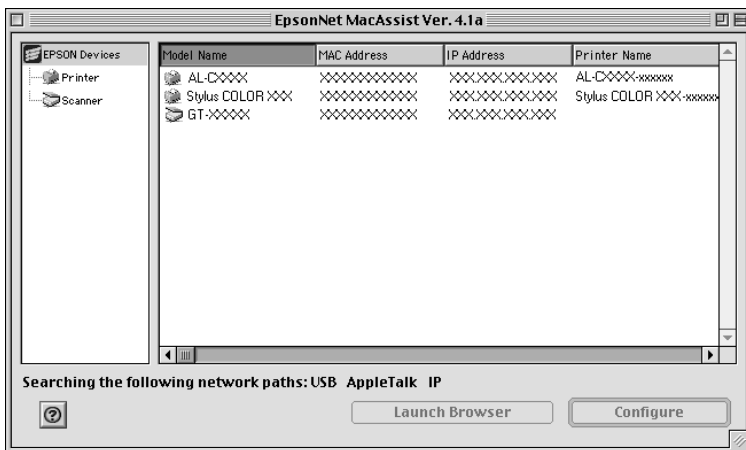 EpsonNet MacAssist Ver. 4.1a
EPSON Devices
Printer
Scanner
Model Name MAC Address IP Address Printer Name
AL-CXXXX XXXXXXXXXXXX XXX.XXX.XXX.XXX AL-CXXXX-xxxxxx
Stylus COLOR XXX XXXXXXXXXXXX XXX.XXX.XXX.XXX Stylus COLOR XXX-xxxxxx
GT-XXXXX XXXXXXXXXXXX XXX.XXX.XXX.XXX
Searching the following network paths: USB AppleTalk IP
?
Launch Browser Configure